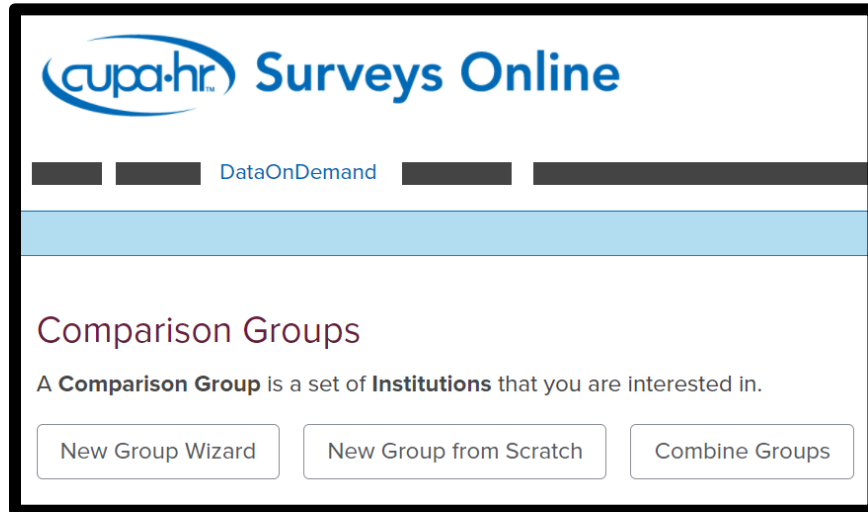 cupa-hr™ Surveys Online
DataOnDemand
Comparison Groups
A Comparison Group is a set of Institutions that you are interested in.
New Group Wizard New Group from Scratch Combine Groups